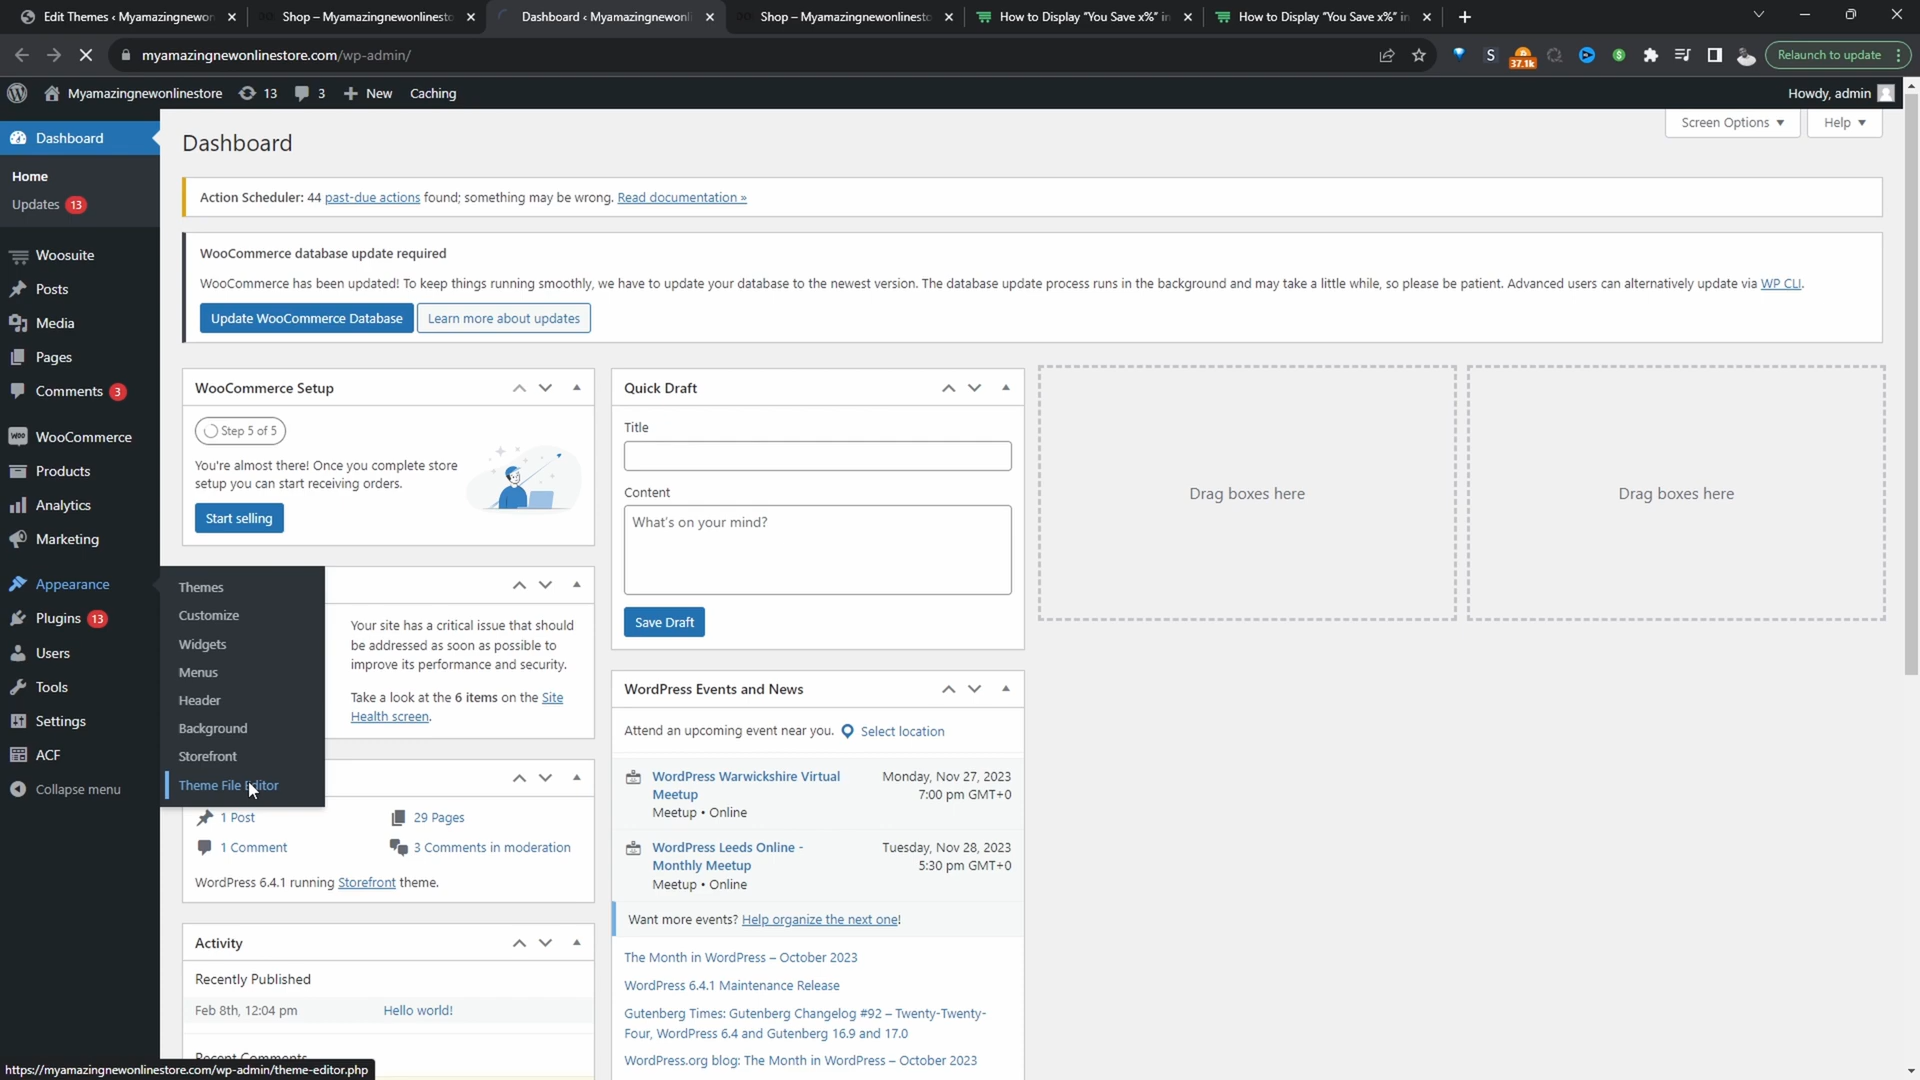 Edit Themes ‹ Myamazingnewon
Shop – Myamazingnewonlinesto
Dashboard ‹ Myamazingnewonli
Shop – Myamazingnewonlinesto
How to Display "You Save x%" in
How to Display "You Save x%" in
myamazingnewonlinestore.com/wp-admin/
S
37.1k
Relaunch to update
Myamazingnewonlinestore
13
3
New
Caching
Howdy, admin
Dashboard
Home
Updates 13
Woosuite
Posts
Media
Pages
Comments 3
WooCommerce
Products
Analytics
Marketing
Appearance
Plugins 13
Users
Tools
Settings
ACF
Collapse menu
Themes
Customize
Widgets
Menus
Header
Background
Storefront
Theme File Editor
Dashboard
Screen Options
Help
Action Scheduler: 44 past-due actions found; something may be wrong. Read documentation »
WooCommerce database update required
WooCommerce has been updated! To keep things running smoothly, we have to update your database to the newest version. The database update process runs in the background and may take a little while, so please be patient. Advanced users can alternatively update via WP CLI.
Update WooCommerce Database
Learn more about updates
WooCommerce Setup
Step 5 of 5
You're almost there! Once you complete store
setup you can start receiving orders.
Start selling
Your site has a critical issue that should
be addressed as soon as possible to
improve its performance and security.
Take a look at the 6 items on the Site
Health screen.
1 Post
29 Pages
1 Comment
3 Comments in moderation
WordPress 6.4.1 running Storefront theme.
Activity
Recently Published
Feb 8th, 12:04 pm
Hello world!
Recent Comments
Quick Draft
Title
Content
What's on your mind?
Save Draft
WordPress Events and News
Attend an upcoming event near you.
Select location
WordPress Warwickshire Virtual
Meetup
Meetup • Online
Monday, Nov 27, 2023
7:00 pm GMT+0
WordPress Leeds Online -
Monthly Meetup
Meetup • Online
Tuesday, Nov 28, 2023
5:30 pm GMT+0
Want more events? Help organize the next one!
The Month in WordPress – October 2023
WordPress 6.4.1 Maintenance Release
Gutenberg Times: Gutenberg Changelog #92 – Twenty-Twenty-
Four, WordPress 6.4 and Gutenberg 16.9 and 17.0
WordPress.org blog: The Month in WordPress – October 2023
Drag boxes here
Drag boxes here
https://myamazingnewonlinestore.com/wp-admin/theme-editor.php